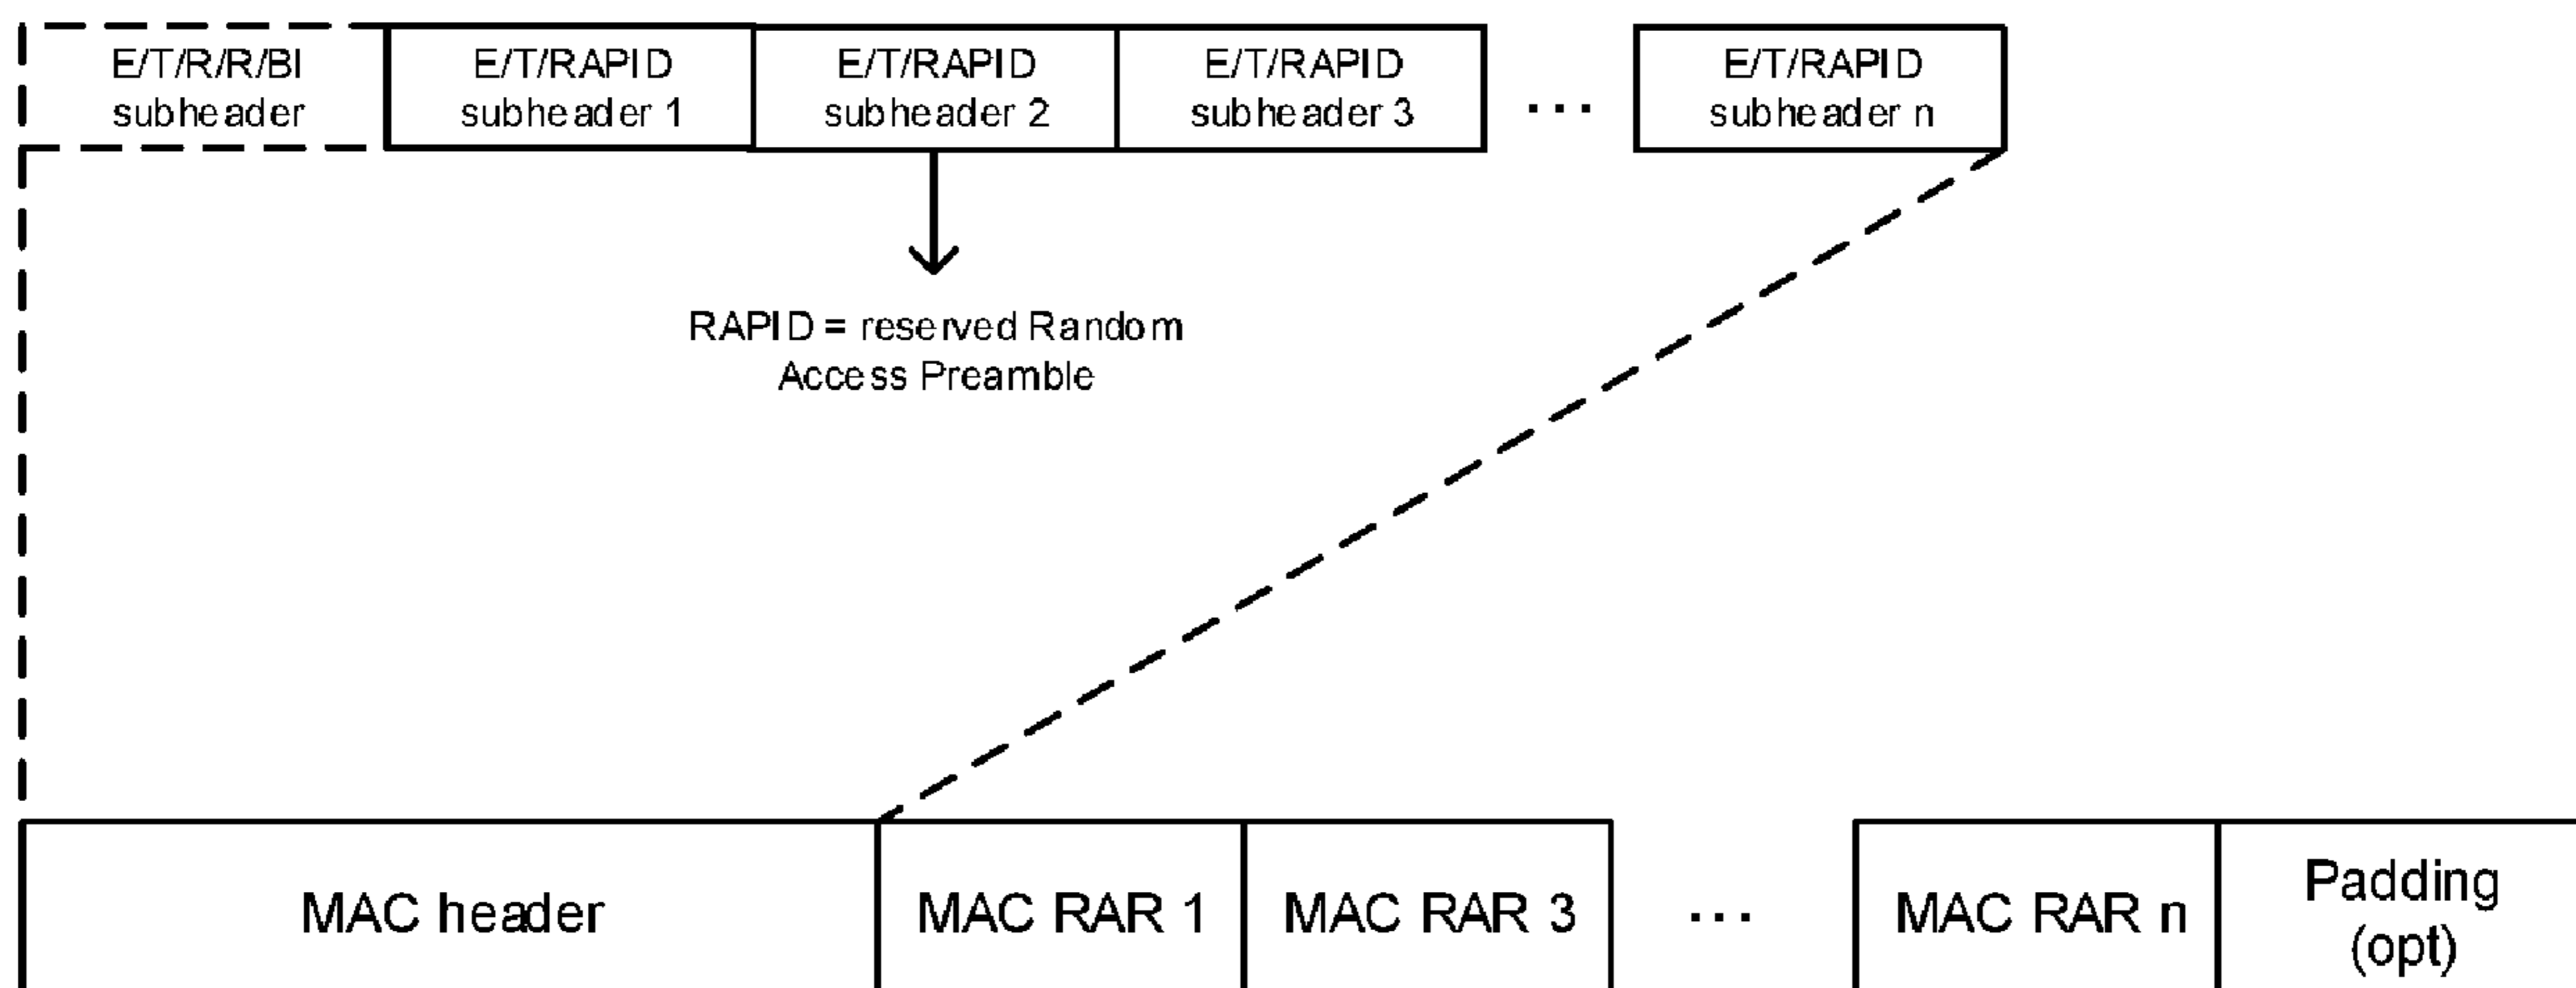 E/T/R/R/BI
subheader
E/T/RAPID
subheader 1
E/T/RAPID
subheader 2
E/T/RAPID
subheader 3
...
E/T/RAPID
subheader n
RAPID = reserved Random
Access Preamble
MAC header
MAC RAR 1
MAC RAR 3
...
MAC RAR n
Padding
(opt)